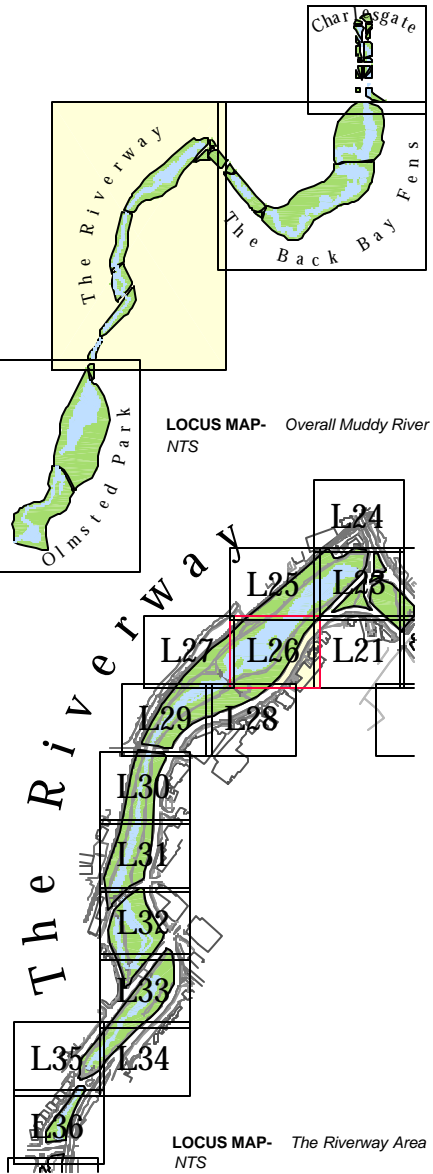 Charlesgate
The Riverway
The Back Bay Fens
LOCUS MAP- Overall Muddy River
NTS
Olmsted Park
The Riverway
L24
L25 L23
L27 L26 L21
L29 L28
L30
L31
L32
L33
L35 L34
L36
LOCUS MAP- The Riverway Area
NTS